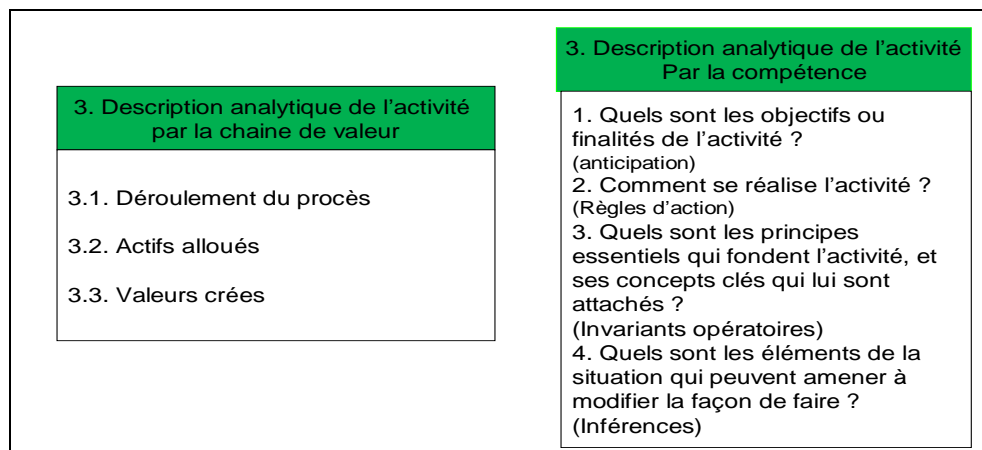 3. Description analytique de l’activité
par la chaine de valeur
3.1. Déroulement du procès
3.2. Actifs alloués
3.3. Valeurs crées
3. Description analytique de l’activité
Par la compétence
1. Quels sont les objectifs ou
finalités de l’activité ?
(anticipation)
2. Comment se réalise l’activité ?
(Règles d’action)
3. Quels sont les principes
essentiels qui fondent l’activité, et
ses concepts clés qui lui sont
attachés ?
(Invariants opératoires)
4. Quels sont les éléments de la
situation qui peuvent amener à
modifier la façon de faire ?
(Inférences)